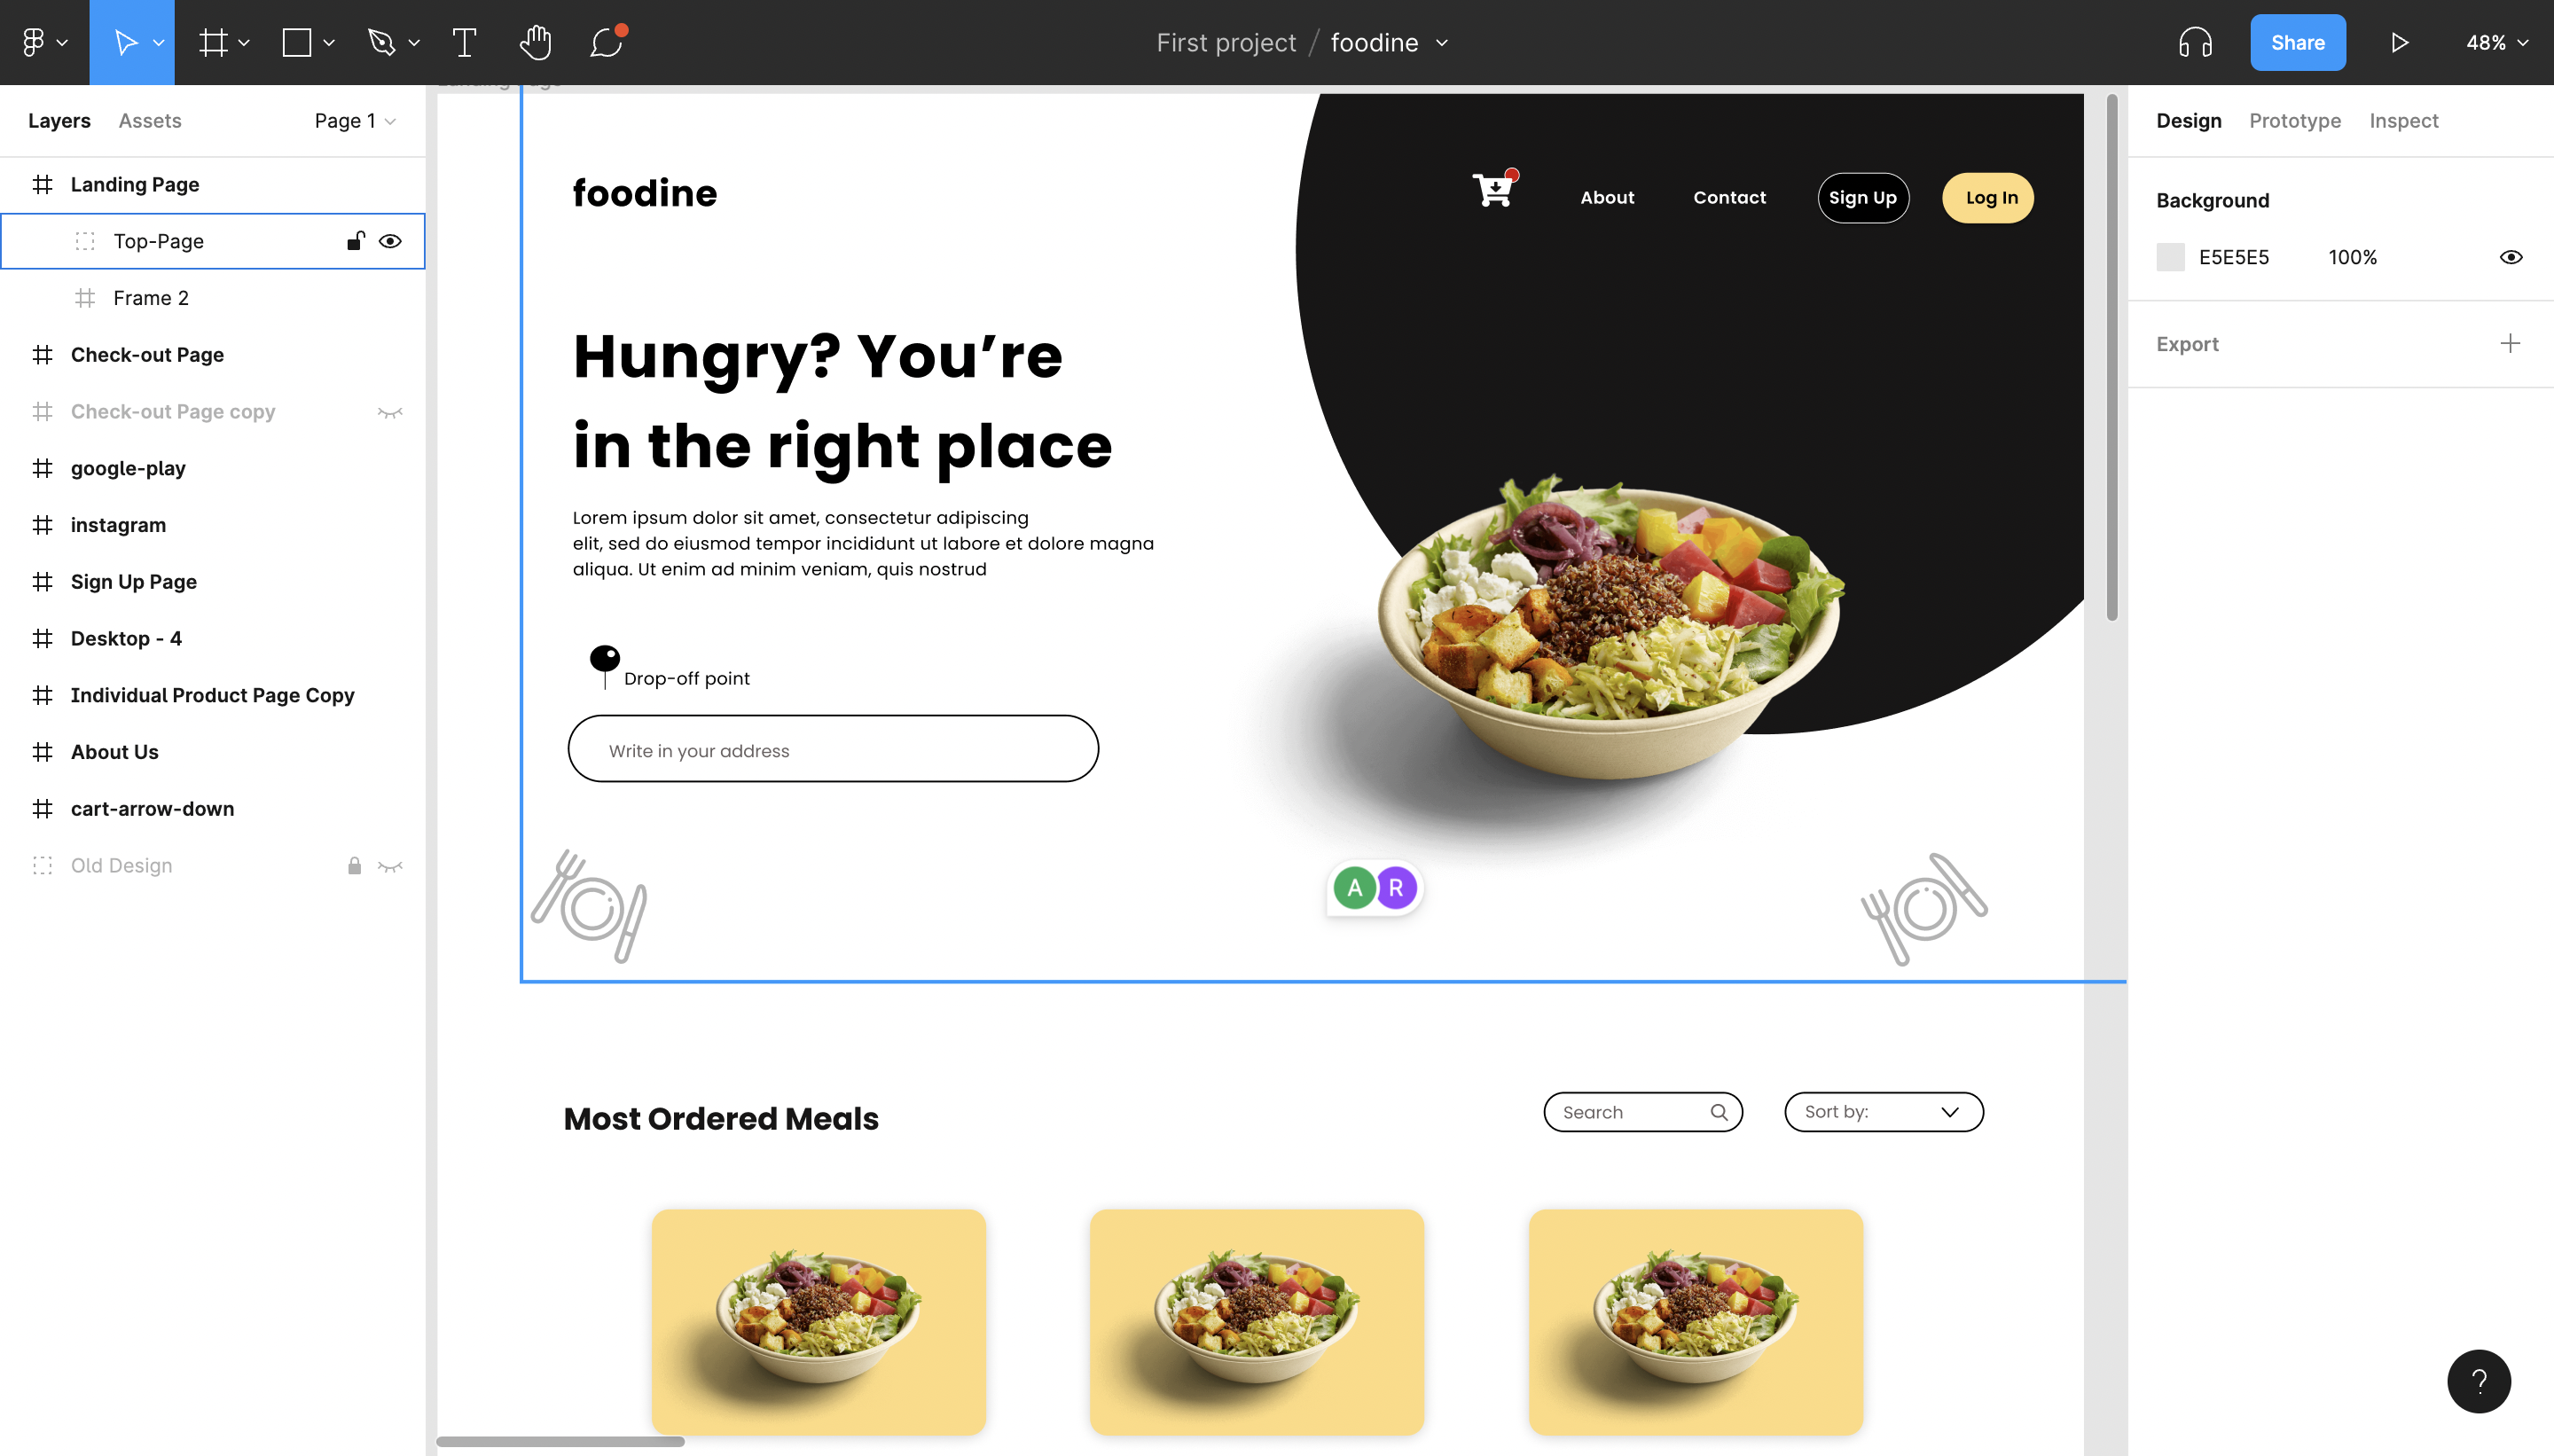 First project / foodine
Share
48%
Layers
Assets
Page 1
Landing Page
Top-Page
Frame 2
Check-out Page
Check-out Page copy
google-play
instagram
Sign Up Page
Desktop - 4
Individual Product Page Copy
About Us
cart-arrow-down
Old Design
foodine
About
Contact
Sign Up
Log In
Hungry? You’re
in the right place
Lorem ipsum dolor sit amet, consectetur adipiscing
elit, sed do eiusmod tempor incididunt ut labore et dolore magna
aliqua. Ut enim ad minim veniam, quis nostrud
Drop-off point
Write in your address
A R
Most Ordered Meals
Search
Sort by:
Design
Prototype
Inspect
Background
E5E5E5 100%
Export
?